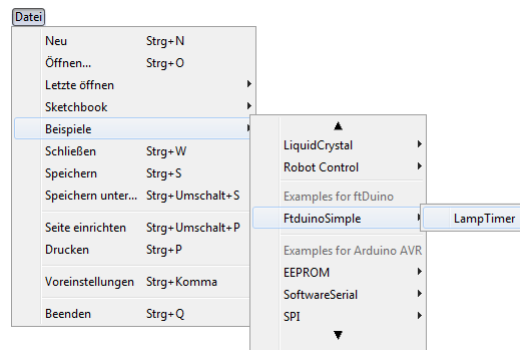 Datei
Neu Strg+N
Öffnen... Strg+O
Letzte öffnen
Sketchbook
Beispiele
Schließen Strg+W
Speichern Strg+S
Speichern unter... Strg+Umschalt+S
Seite einrichten Strg+Umschalt+P
Drucken Strg+P
Voreinstellungen Strg+Komma
Beenden Strg+Q
LiquidCrystal
Robot Control
Examples for ftDuino
FtduinoSimple
Examples for Arduino AVR
EEPROM
SoftwareSerial
SPI
LampTimer